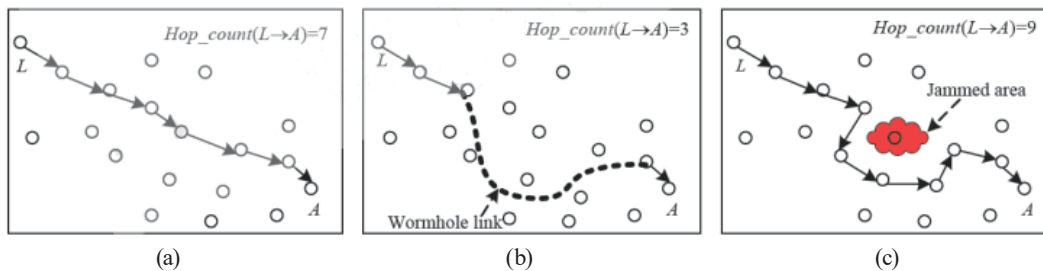 Hop_count(L→A)=7
L
A
(a)
Hop_count(L→A)=3
Wormhole link
A
(b)
Hop_count(L→A)=9
L
Jammed area
A
(c)